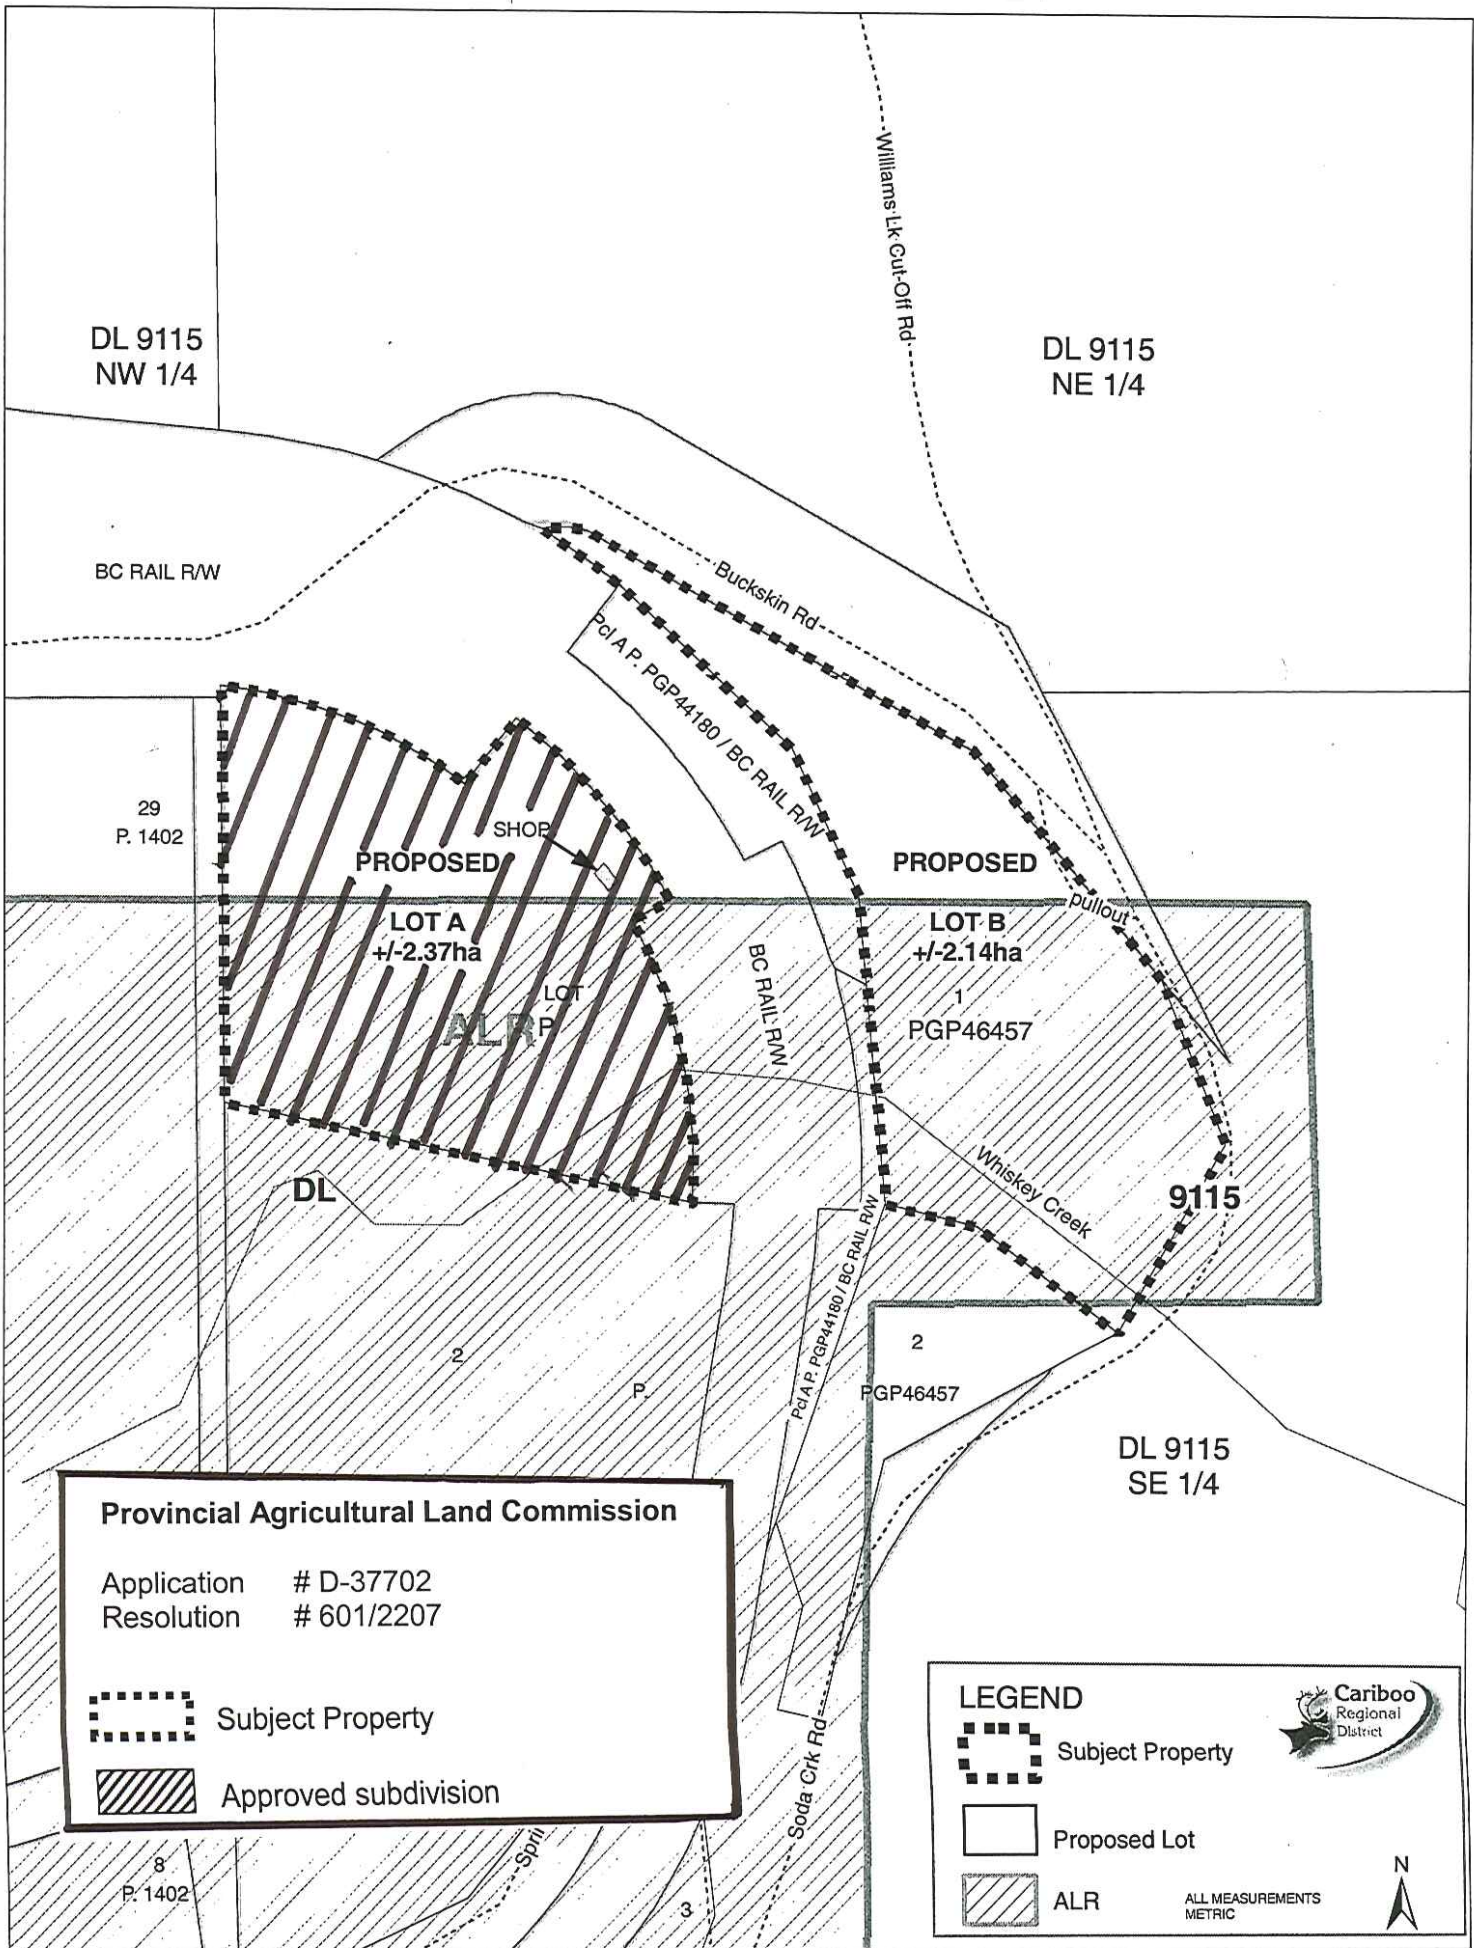 Williams Lk Cut-Off Rd
DL 9115
NW 1/4
DL 9115
NE 1/4
BC RAIL R/W
Buckskin Rd
Pcl A P. PGP44180 / BC RAIL R/W
29
P. 1402
SHOP
PROPOSED
PROPOSED
LOT A
+/-2.37ha
LOT B
+/-2.14ha
pullout
BC RAIL R/W
LOT
P
ALR
1
PGP46457
Whiskey Creek
DL
9115
Pcl A P. PGP44180 / BC RAIL R/W
2
P.
2
PGP46457
DL 9115
SE 1/4
Provincial Agricultural Land Commission
Application # D-37702
Resolution # 601/2207
Subject Property
Approved subdivision
Soda Crk Rd
Spri
8
P. 1402
3
LEGEND
Cariboo
Regional
District
Subject Property
Proposed Lot
ALR
ALL MEASUREMENTS
METRIC
N